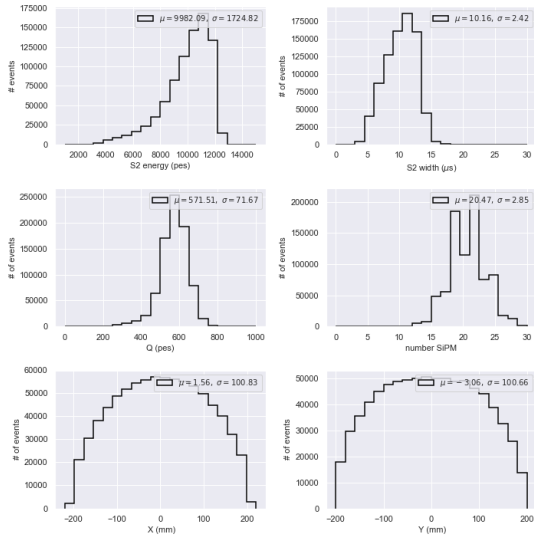 175000
150000
125000
100000
75000
50000
25000
0
# events
μ=9982.09, σ=1724.82
2000 4000 6000 8000 10000 12000 14000
S2 energy (pes)
175000
150000
125000
100000
75000
50000
25000
0
# of events
μ=10.16, σ=2.42
0 5 10 15 20 25 30
S2 width (μs)
250000
200000
150000
100000
50000
0
# of events
μ=571.51, σ=71.67
0 200 400 600 800 1000
Q (pes)
200000
150000
100000
50000
0
# of events
μ=20.47, σ=2.85
0 5 10 15 20 25 30
number SiPM
60000
50000
40000
30000
20000
10000
0
# of events
μ=1.56, σ=100.83
−200 −100 0 100 200
X (mm)
50000
40000
30000
20000
10000
0
# of events
μ=−3.06, σ=100.66
−200 −100 0 100 200
Y (mm)